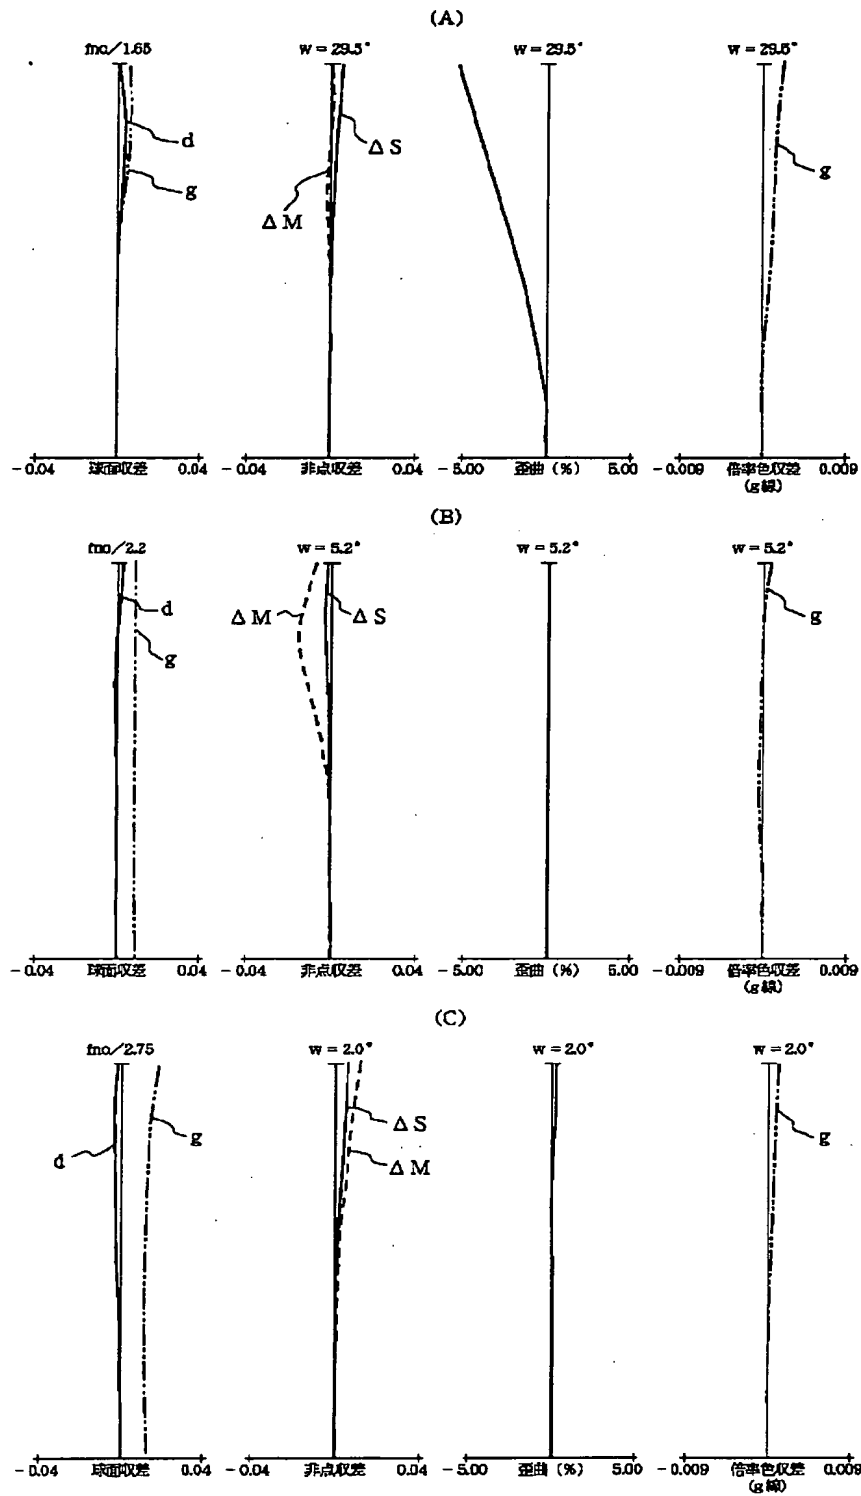 (A)
fno/1.65 w=29.5° w=29.5° w=29.5°
d
ΔS
g
g
ΔM
-0.04 球面収差 0.04 -0.04 非点収差 0.04 -5.00 歪曲(%) 5.00 -0.009 倍率色収差 0.009
(g線)
(B)
fno/2.2 w=5.2° w=5.2° w=5.2°
d ΔM ΔS g
g
-0.04 球面収差 0.04 -0.04 非点収差 0.04 -5.00 歪曲(%) 5.00 -0.009 倍率色収差 0.009
(g線)
(C)
fno/2.75 w=2.0° w=2.0° w=2.0°
ΔS
d g g
ΔM
-0.04 球面収差 0.04 -0.04 非点収差 0.04 -5.00 歪曲(%) 5.00 -0.009 倍率色収差 0.009
(g線)